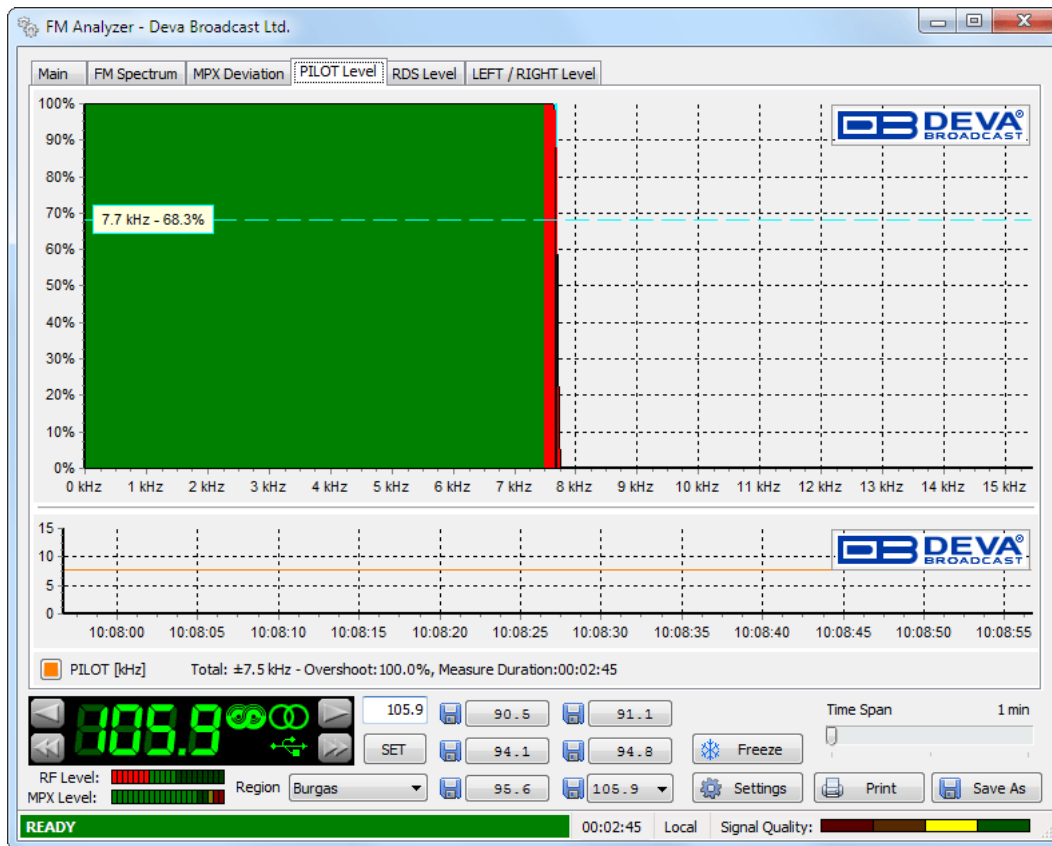 FM Analyzer - Deva Broadcast Ltd.
Main FM Spectrum MPX Deviation PILOT Level RDS Level LEFT / RIGHT Level
100%
90%
80%
70%
60%
50%
40%
30%
20%
10%
0%
DEVA®
BROADCAST
7.7 kHz - 68.3%
0 kHz 1 kHz 2 kHz 3 kHz 4 kHz 5 kHz 6 kHz 7 kHz 8 kHz 9 kHz 10 kHz 11 kHz 12 kHz 13 kHz 14 kHz 15 kHz
15
10
5
0
DEVA®
BROADCAST
10:08:00 10:08:05 10:08:10 10:08:15 10:08:20 10:08:25 10:08:30 10:08:35 10:08:40 10:08:45 10:08:50 10:08:55
PILOT [kHz] Total: ±7.5 kHz - Overshoot:100.0%, Measure Duration:00:02:45
105.9 105.9 90.5 91.1 Time Span 1 min
SET 94.1 94.8 Freeze
RF Level:
MPX Level:
Region Burgas 95.6 105.9 Settings Print Save As
READY 00:02:45 Local Signal Quality: